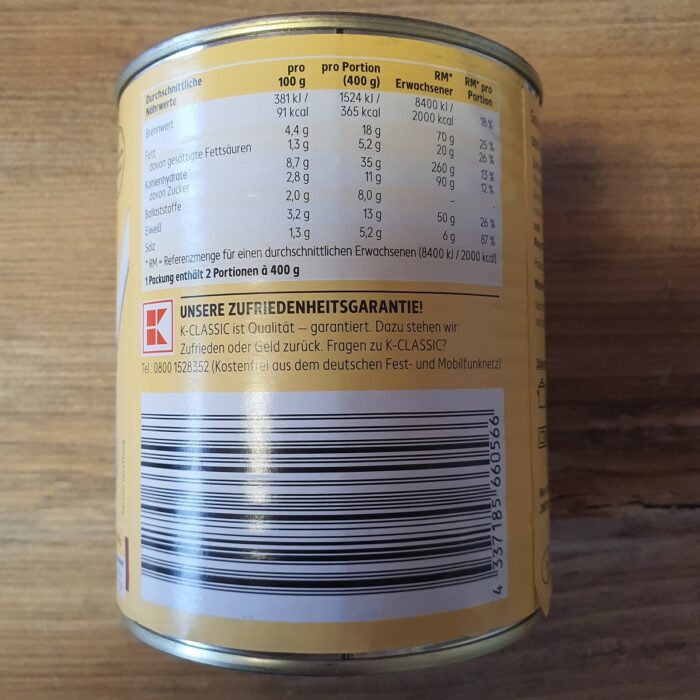 Durchschnittliche Nährwerte pro 100 g pro Portion (400 g) RM* Erwachsener RM* pro Portion
Brennwert 381 kJ / 91 kcal 1524 kJ / 365 kcal 8400 kJ / 2000 kcal 18 %
Fett 4,4 g 18 g 70 g 25 %
davon gesättigte Fettsäuren 1,3 g 5,2 g 20 g 26 %
Kohlenhydrate 8,7 g 35 g 260 g 13 %
davon Zucker 2,8 g 11 g 90 g 12 %
Ballaststoffe 2,0 g 8,0 g – -
Eiweiß 3,2 g 13 g 50 g 26 %
Salz 1,3 g 5,2 g 6 g 87 %
* RM = Referenzmenge für einen durchschnittlichen Erwachsenen (8400 kJ / 2000 kcal)
1 Packung enthält 2 Portionen à 400 g
UNSERE ZUFRIEDENHEITSGARANTIE!
K-CLASSIC ist Qualität – garantiert. Dazu stehen wir.
Zufrieden oder Geld zurück. Fragen zu K-CLASSIC?
Tel.: 0800 1528352 (Kostenfrei aus dem deutschen Fest- und Mobilfunknetz)
4 337185 660566